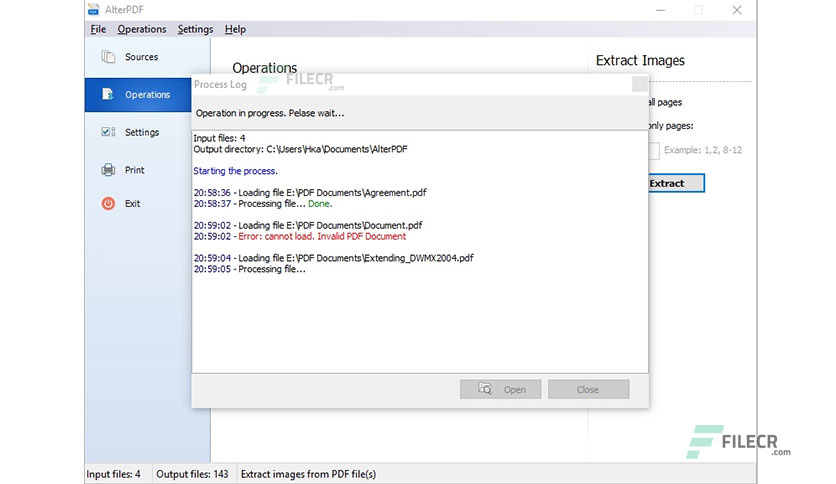 AlterPDF
File Operations Settings Help
Sources
Operations
Settings
Print
Exit
Operations
Extract Images
all pages
only pages:
Example: 1,2, 8-12
Extract
Process Log
FILECR
.com
Operation in progress. Pelase wait...
Input files: 4
Output directory: C:\Users\Hka\Documents\AlterPDF
Starting the process.
20:58:36 - Loading file E:\PDF Documents\Agreement.pdf
20:58:37 - Processing file... Done.
20:59:02 - Loading file E:\PDF Documents\Document.pdf
20:59:02 - Error: cannot load. Invalid PDF Document
20:59:04 - Loading file E:\PDF Documents\Extending_DWMX2004.pdf
20:59:05 - Processing file...
Open Close
FILECR
.com
Input files: 4 Output files: 143 Extract images from PDF file(s)